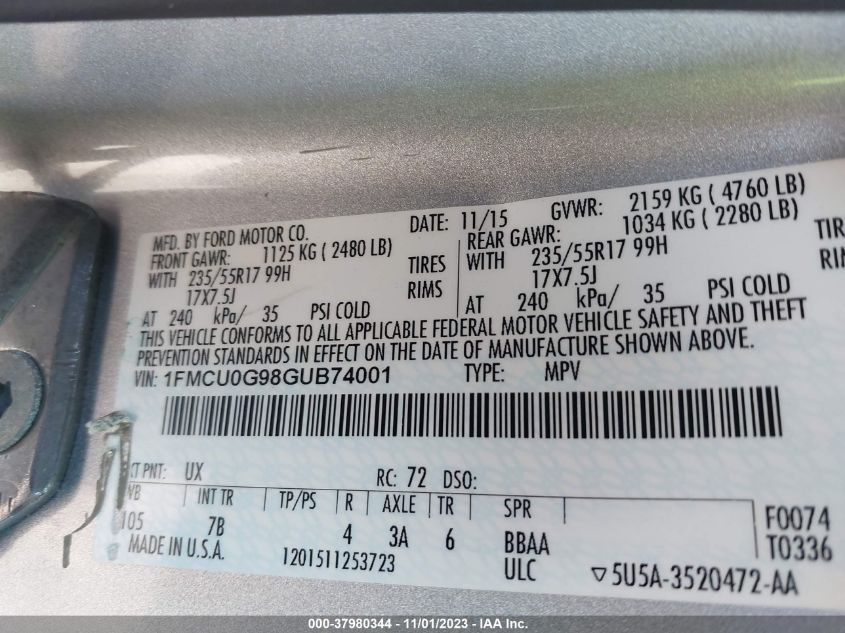 MFD. BY FORD MOTOR CO. DATE: 11/15 GVWR: 2159 KG ( 4760 LB)
FRONT GAWR: 1125 KG ( 2480 LB) REAR GAWR: 1034 KG ( 2280 LB)
WITH 235/55R17 99H TIRES WITH 235/55R17 99H TIR
17X7.5J RIMS 17X7.5J RI
AT 240 kPa/ 35 PSI COLD AT 240 kPa/ 35 PSI COLD
THIS VEHICLE CONFORMS TO ALL APPLICABLE FEDERAL MOTOR VEHICLE SAFETY AND THEFT
PREVENTION STANDARDS IN EFFECT ON THE DATE OF MANUFACTURE SHOWN ABOVE.
VIN: 1FMCU0G98GUB74001 TYPE: MPV
T PNT: UX RC: 72 DSO:
WB INT TR TP/PS R AXLE TR SPR
105 7B 4 3A 6 BBAA F0074
MADE IN U.S.A. 1201511253723 ULC T0336
▽5U5A-3520472-AA
000-37980344 - 11/01/2023 - IAA Inc.